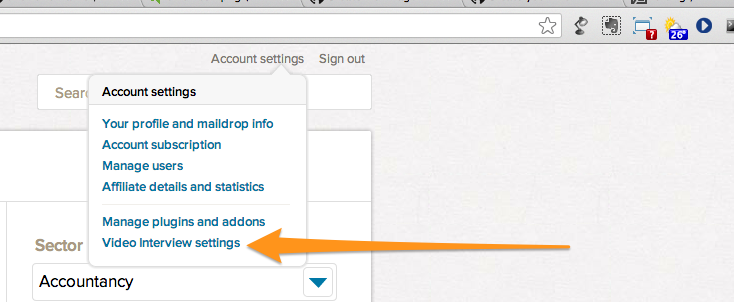 ?
26°
Account settings
Sign out
Sear
Account settings
Your profile and maildrop info
Account subscription
Manage users
Affiliate details and statistics
Manage plugins and addons
Video Interview settings
Sector
Accountancy